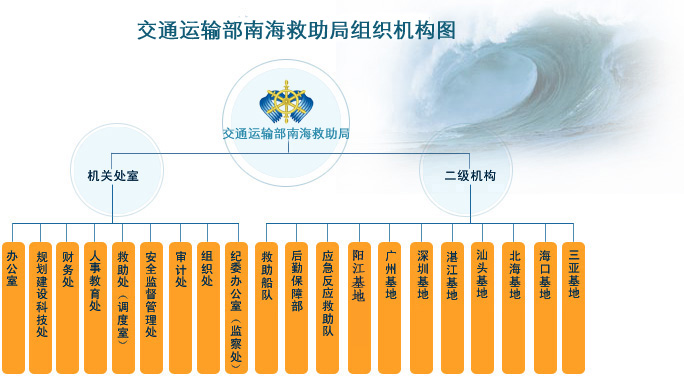 交通运输部南海救助局组织机构图
交通运输部南海救助局
机关处室
二级机构
办公室
规划建设科技处
财务处
人事教育处
救助处（调度室）
安全监督管理处
审计处
组织处
纪委办公室（监察处）
救助船队
后勤保障部
应急反应救助队
阳江基地
广州基地
深圳基地
湛江基地
汕头基地
北海基地
海口基地
三亚基地